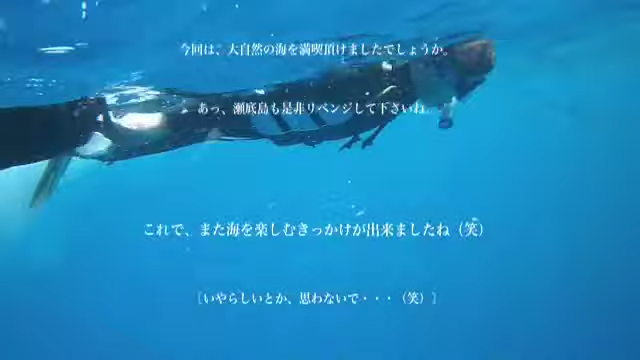 今回は、大自然の海を満喫頂けましたでしょうか。
あっ、瀬底島も是非リベンジして下さいね。
これで、また海を楽しむきっかけが出来ましたね（笑）
［いやらしいとか、思わないで・・・（笑）］